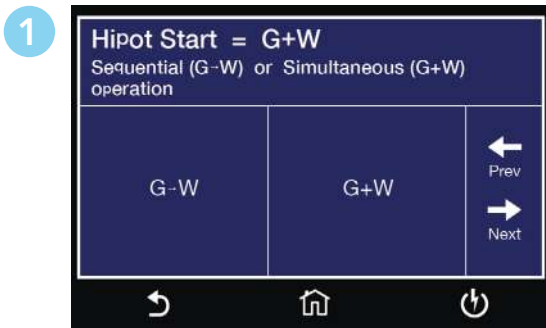 1
Hipot Start = G+W
Sequential (G→W) or Simultaneous (G+W)
operation
G→W
G+W
Prev
Next